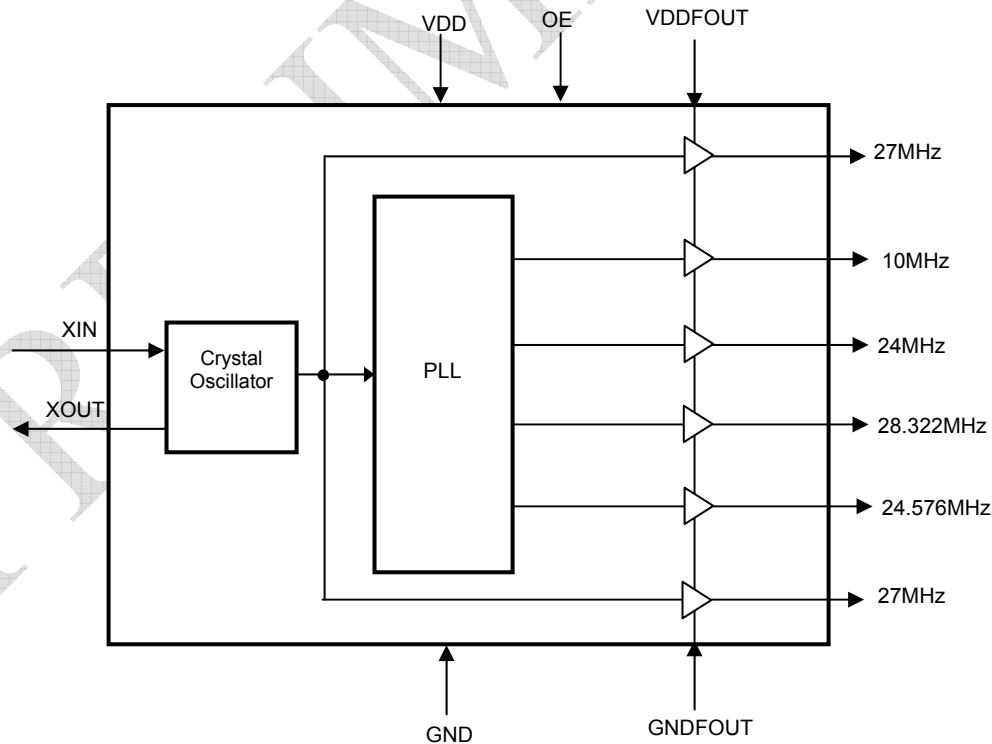 VDD
OE
VDDFOUT
27MHz
10MHz
XIN
Crystal
Oscillator
PLL
24MHz
XOUT
28.322MHz
24.576MHz
27MHz
GND
GNDFOUT